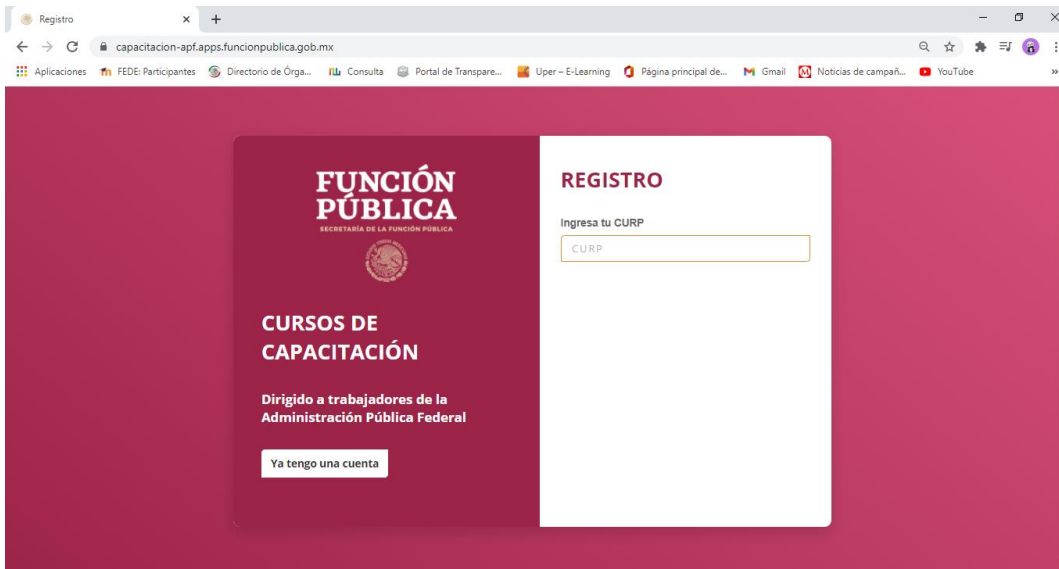 Registro
capacitacion-apf.apps.funcionpublica.gob.mx
Aplicaciones FEDE: Participantes Directorio de Órga... Consulta Portal de Transpare... Uper – E-Learning Página principal de... Gmail Noticias de campañ... YouTube »
FUNCIÓN
PÚBLICA
SECRETARÍA DE LA FUNCIÓN PÚBLICA
CURSOS DE
CAPACITACIÓN
Dirigido a trabajadores de la
Administración Pública Federal
Ya tengo una cuenta
REGISTRO
Ingresa tu CURP
CURP